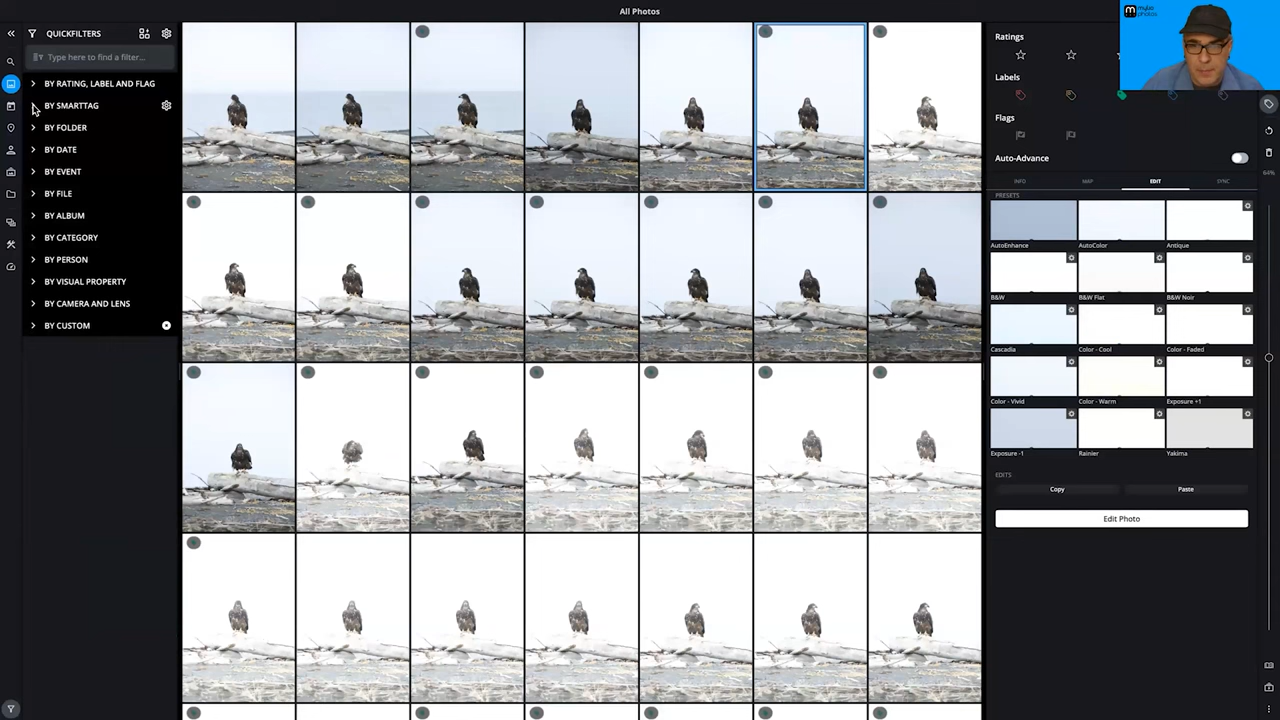 All Photos
mylio
photos
QUICKFILTERS
Type here to find a filter...
BY RATING, LABEL AND FLAG
BY SMARTTAG
BY FOLDER
BY DATE
BY EVENT
BY FILE
BY ALBUM
BY CATEGORY
BY PERSON
BY VISUAL PROPERTY
BY CAMERA AND LENS
BY CUSTOM
Ratings
Labels
Flags
Auto-Advance
64%
INFO
MAP
EDIT
SYNC
PRESETS
AutoEnhance
AutoColor
Antique
B&W
B&W Flat
B&W Noir
Cascadia
Color - Cool
Color - Faded
Color - Vivid
Color - Warm
Exposure +1
Exposure -1
Rainier
Yakima
EDITS
Copy
Paste
Edit Photo